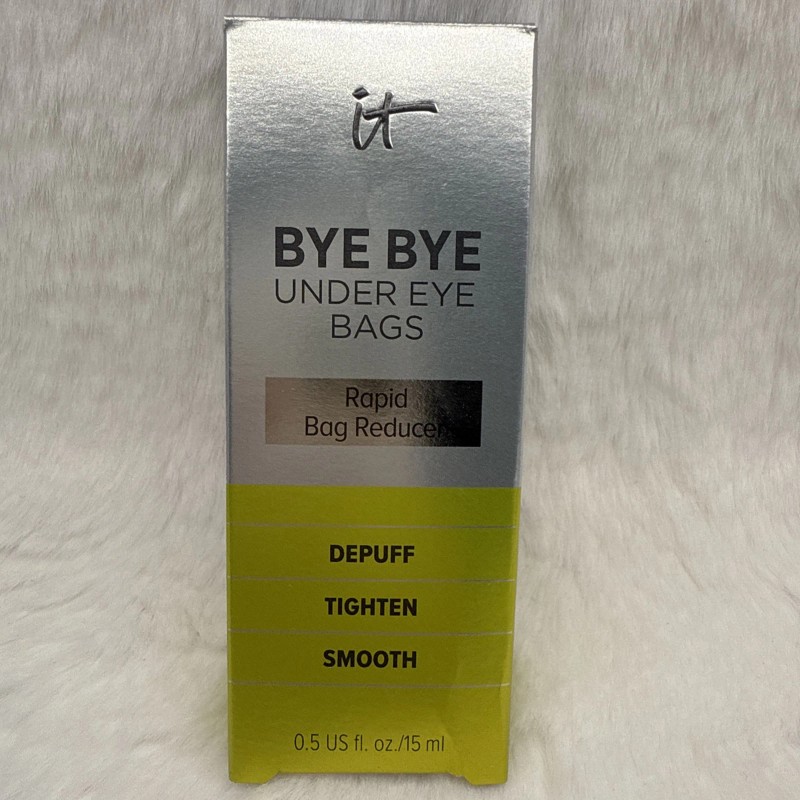 it
BYE BYE
UNDER EYE
BAGS
Rapid
Bag Reducer
DEPUFF
TIGHTEN
SMOOTH
0.5 US fl. oz./15 ml